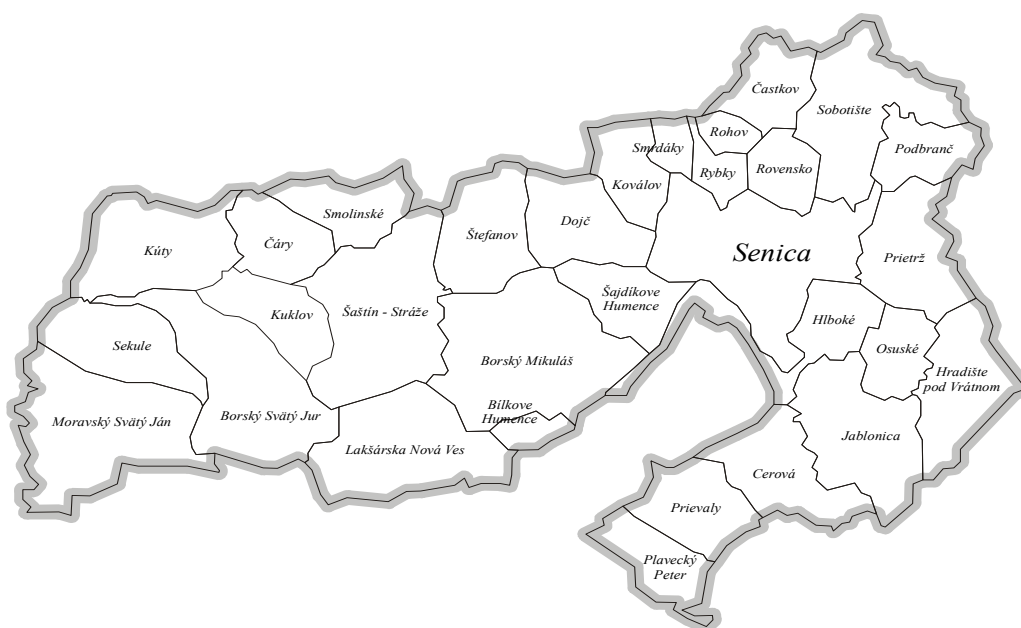 Častkov
Sobotište
Rohov
Smrdáky
Podbranč
Rybky
Rovensko
Koválov
Smolinské
Štefanov
Dojč
Čáry
Kúty
Senica
Prietrž
Šajdíkove
Humence
Kuklov
Šaštín - Stráže
Hlboké
Sekule
Osuské
Borský Mikuláš
Hradište
pod Vrátnom
Bílkove
Humence
Moravský Svätý Ján
Borský Svätý Jur
Jablonica
Lakšárska Nová Ves
Cerová
Prievaly
Plavecký
Peter